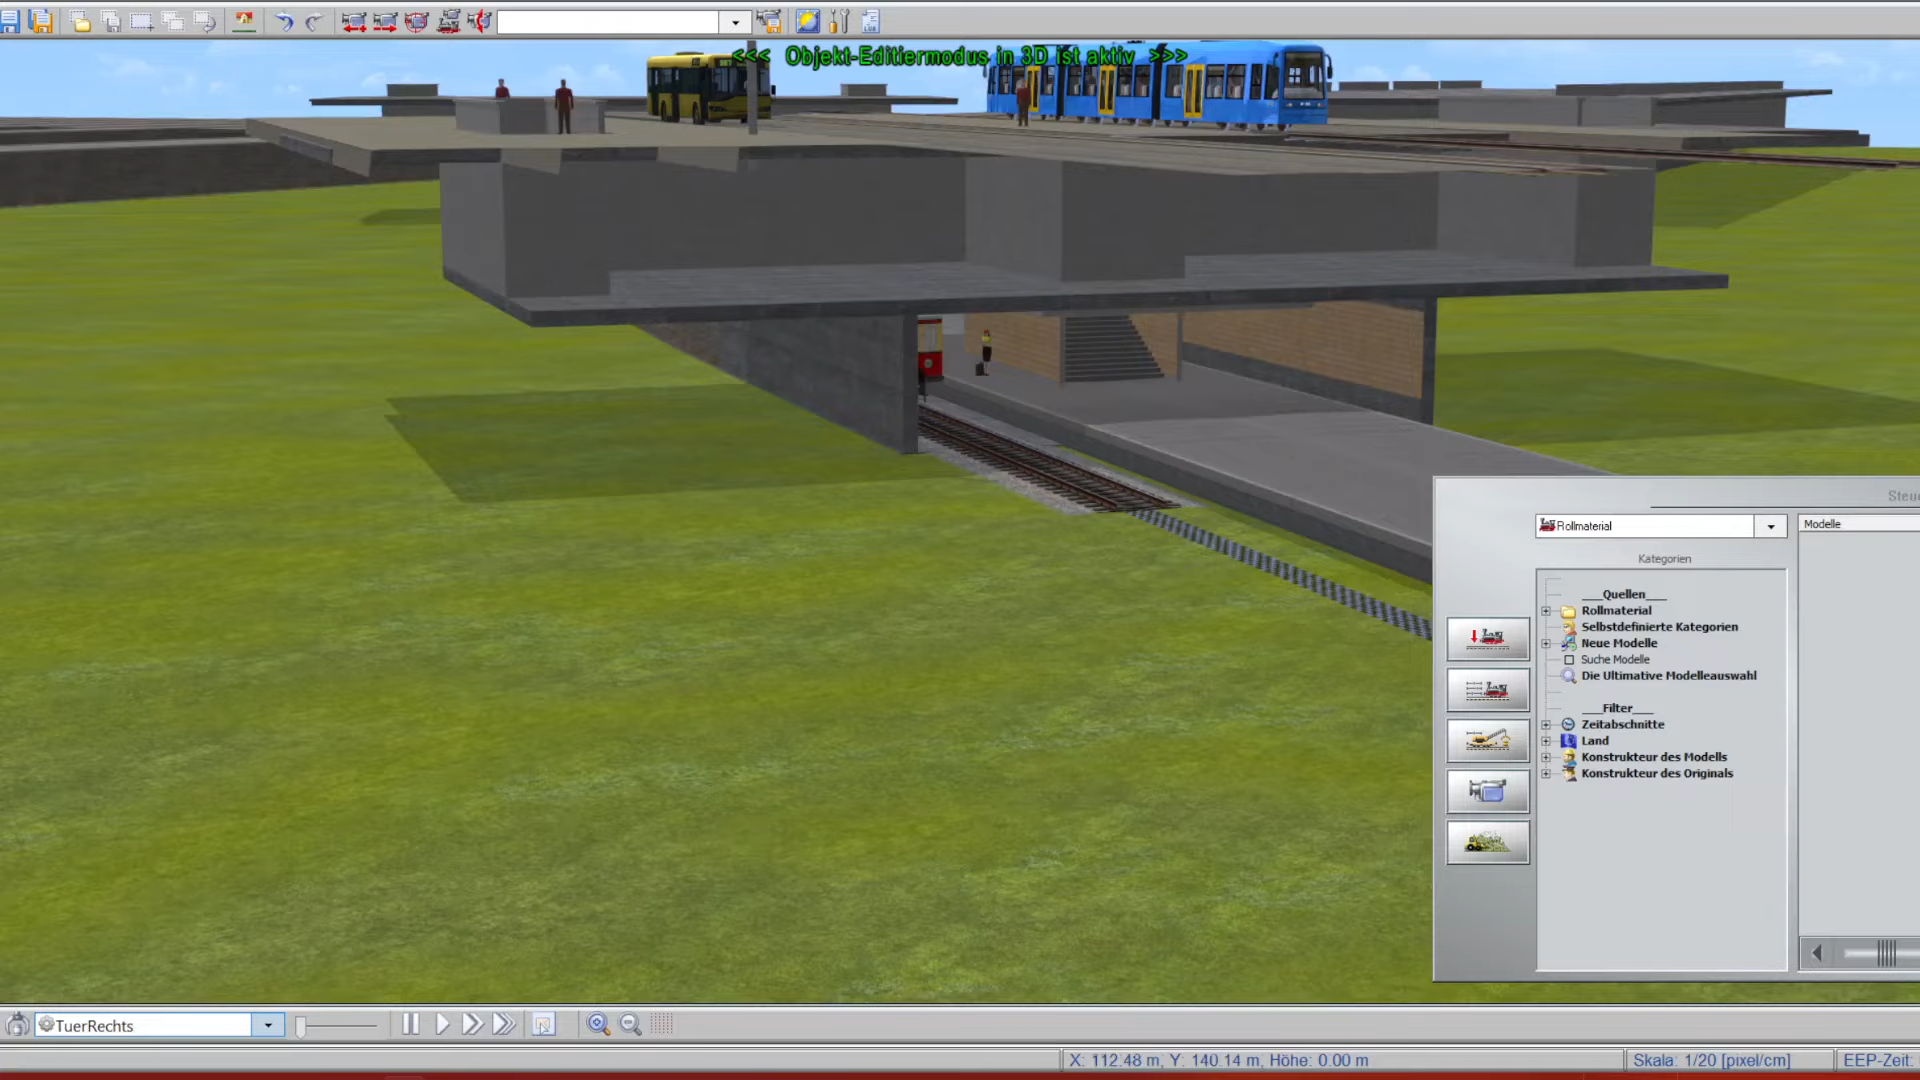 <<< Objekt-Editiermodus in 3D ist aktiv >>>
Steu
Rollmaterial
Modelle
Kategorien
___Quellen___
Rollmaterial
Selbstdefinierte Kategorien
Neue Modelle
Suche Modelle
Die Ultimative Modelleauswahl
___Filter___
Zeitabschnitte
Land
Konstrukteur des Modells
Konstrukteur des Originals
TuerRechts
X: 112.48 m, Y: 140.14 m, Höhe: 0.00 m
Skala: 1/20 [pixel/cm]
EEP-Zeit: